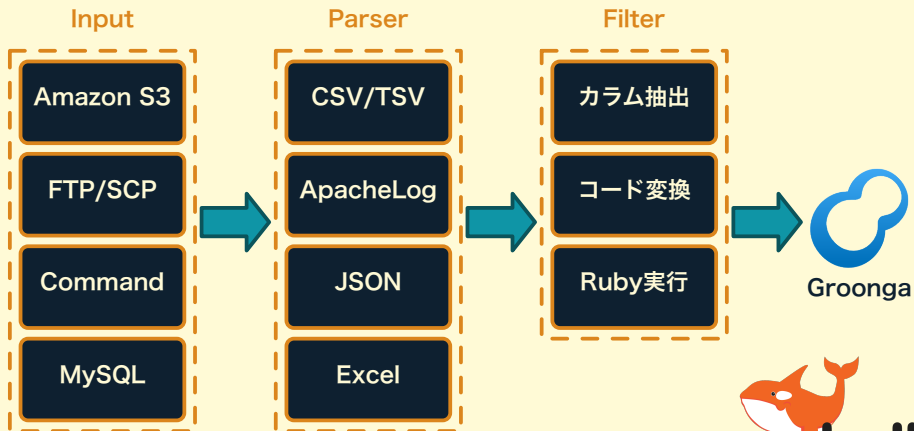 Input
Parser
Filter
Amazon S3
CSV/TSV
カラム抽出
FTP/SCP
ApacheLog
コード変換
Command
JSON
Ruby実行
Groonga
MySQL
Excel